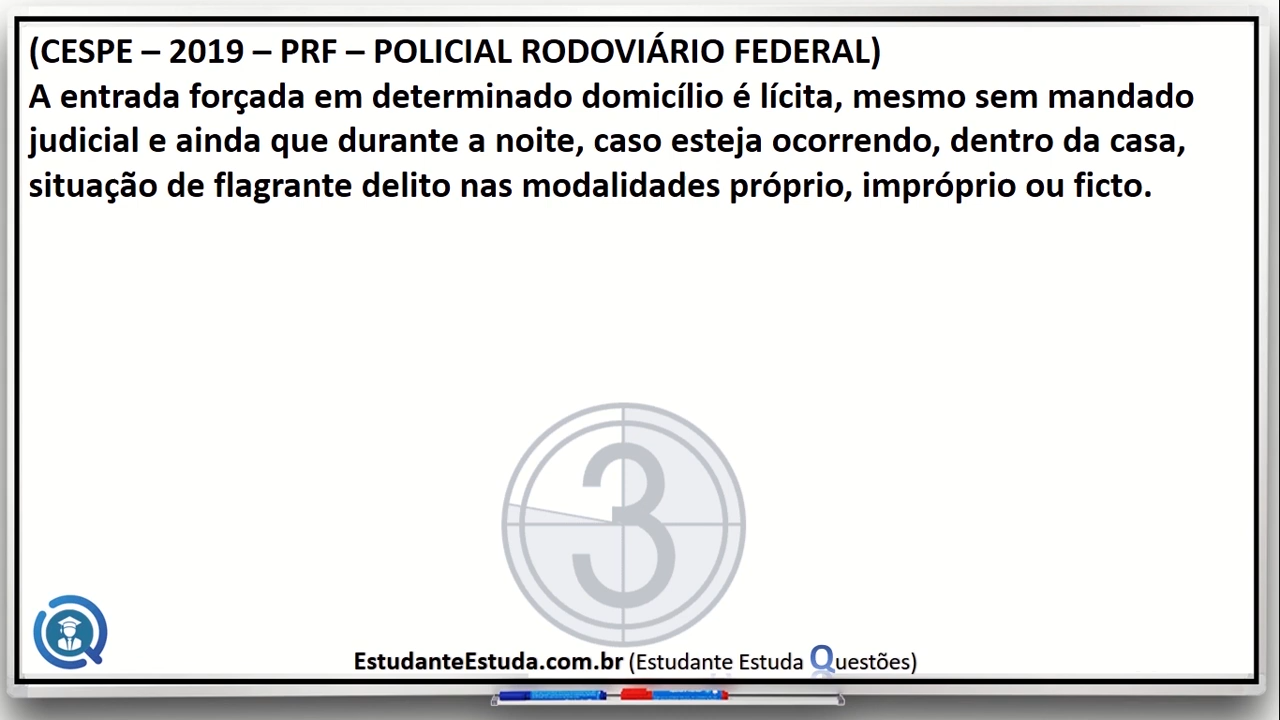 (CESPE – 2019 – PRF – POLICIAL RODOVIÁRIO FEDERAL)
A entrada forçada em determinado domicílio é lícita, mesmo sem mandado
judicial e ainda que durante a noite, caso esteja ocorrendo, dentro da casa,
situação de flagrante delito nas modalidades próprio, impróprio ou ficto.
3
EstudanteEstuda.com.br (Estudante Estuda Questões)